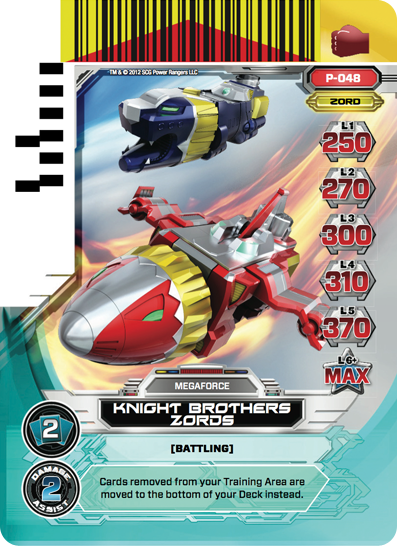 TM & © 2012 SCG Power Rangers LLC
P-048
ZORD
L1
250
L2
270
L3
300
L4
310
L5
370
L6+
MAX
MEGAFORCE
KNIGHT BROTHERS
ZORDS
2
[BATTLING]
DAMAGE
2
ASSIST
Cards removed from your Training Area are
moved to the bottom of your Deck instead.